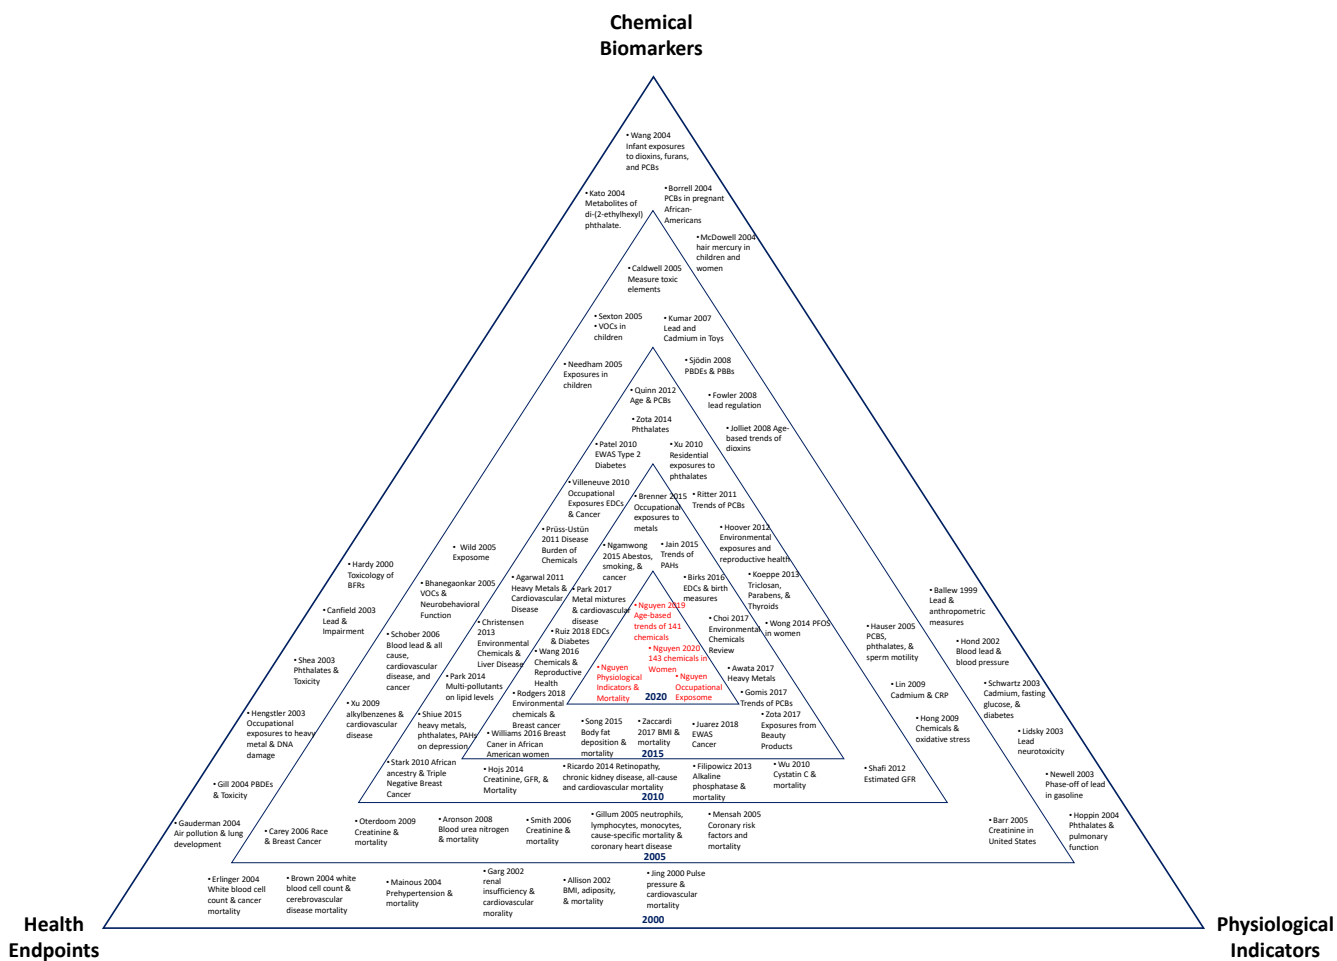 Chemical
Biomarkers
• Wang 2004
Infant exposures
to dioxins, furans,
and PCBs
• Kato 2004
Metabolites of
di-(2-ethylhexyl)
phthalate.
• Borrell 2004
PCBs in pregnant
African-
Americans
• McDowell 2004
hair mercury in
children and
women
• Caldwell 2005
Measure toxic
elements
• Sexton 2005
• VOCs in
children
• Kumar 2007
Lead and
Cadmium in Toys
• Needham 2005
Exposures in
children
• Sjödin 2008
PBDEs & PBBs
• Quinn 2012
Age & PCBs
• Fowler 2008
lead regulation
• Zota 2014
Phthalates
• Jolliet 2008 Age-
based trends of
dioxins
• Patel 2010
EWAS Type 2
Diabetes
• Xu 2010
Residential
exposures to
phthalates
• Villeneuve 2010
Occupational
Exposures EDCs
& Cancer
• Brenner 2015
Occupational
exposures to
metals
• Ritter 2011
Trends of PCBs
• Prüss-Ustün
2011 Disease
Burden of
Chemicals
• Hoover 2012
Environmental
exposures and
reproductive health
• Wild 2005
Exposome
• Ngamwong
2015 Abestos,
smoking, &
cancer
• Jain 2015
Trends of
PAHs
• Hardy 2000
Toxicology of
BFRs
• Bhanegaonkar 2005
VOCs &
Neurobehavioral
Function
• Agarwal 2011
Heavy Metals &
Cardiovascular
Disease
• Park 2017
Metal mixtures
& cardiovascular
disease
• Birks 2016
EDCs & birth
measures
• Koeppe 2013
Triclosan,
Parabens, &
Thyroids
• Ballew 1999
Lead &
anthropometric
measures
• Canfield 2003
Lead &
Impairment
• Nguyen 2019
Age-based
trends of 141
chemicals
• Christensen
2013
Environmental
Chemicals &
Liver Disease
• Choi 2017
Environmental
Chemicals
Review
• Wong 2014 PFOS
in women
• Hauser 2005
PCBS,
phthalates, &
sperm motility
• Schober 2006
Blood lead & all
cause,
cardiovascular
disease, and
cancer
• Ruiz 2018 EDCs
& Diabetes
• Hond 2002
Blood lead &
blood pressure
• Wang 2016
Chemicals &
Reproductive
Health
• Nguyen 2020
143 chemicals in
Women
• Shea 2003
Phthalates &
Toxicity
• Nguyen
Physiological
Indicators &
Mortality
• Nguyen
Occupational
Exposome
• Awata 2017
Heavy Metals
• Park 2014
Multi-pollutants
on lipid levels
• Lin 2009
Cadmium & CRP
• Schwartz 2003
Cadmium, fasting
glucose, &
diabetes
• Rodgers 2018
Environmental
chemicals &
Breast cancer
2020
• Gomis 2017
Trends of PCBs
• Xu 2009
alkylbenzenes &
cardiovascular
disease
• Hengstler 2003
Occupational
exposures to heavy
metal & DNA
damage
• Shiue 2015
heavy metals,
phthalates, PAHs
on depression
• Song 2015
Body fat
deposition &
mortality
• Zaccardi
2017 BMI &
mortality
• Juarez 2018
EWAS
Cancer
• Zota 2017
Exposures from
Beauty
Products
• Hong 2009
Chemicals &
oxidative stress
• Lidsky 2003
Lead
neurotoxicity
• Williams 2016 Breast
Caner in African
American women
2015
• Stark 2010 African
ancestry & Triple
Negative Breast
Cancer
• Hojs 2014
Creatinine, GFR, &
Mortality
• Ricardo 2014 Retinopathy,
chronic kidney disease, all-cause
and cardiovascular mortality
• Filipowicz 2013
Alkaline
phosphatase &
mortality
• Wu 2010
Cystatin C &
mortality
• Shafi 2012
Estimated GFR
• Newell 2003
Phase-off of lead
in gasoline
• Gill 2004 PBDEs
& Toxicity
2010
• Gauderman 2004
Air pollution & lung
development
• Carey 2006 Race
& Breast Cancer
• Oterdoom 2009
Creatinine &
mortality
• Aronson 2008
Blood urea nitrogen
& mortality
• Smith 2006
Creatinine &
mortality
• Gillum 2005 neutrophils,
lymphocytes, monocytes,
cause-specific mortality &
coronary heart disease
• Mensah 2005
Coronary risk
factors and
mortality
• Barr 2005
Creatinine in
United States
• Hoppin 2004
Phthalates &
pulmonary
function
2005
• Erlinger 2004
White blood cell
count & cancer
mortality
• Brown 2004 white
blood cell count &
cerebrovascular
disease mortality
• Mainous 2004
Prehypertension &
mortality
• Garg 2002
renal
insufficiency &
cardiovascular
morality
• Allison 2002
BMI, adiposity,
& mortality
• Jing 2000 Pulse
pressure &
cardiovascular
mortality
2000
Health
Endpoints
Physiological
Indicators